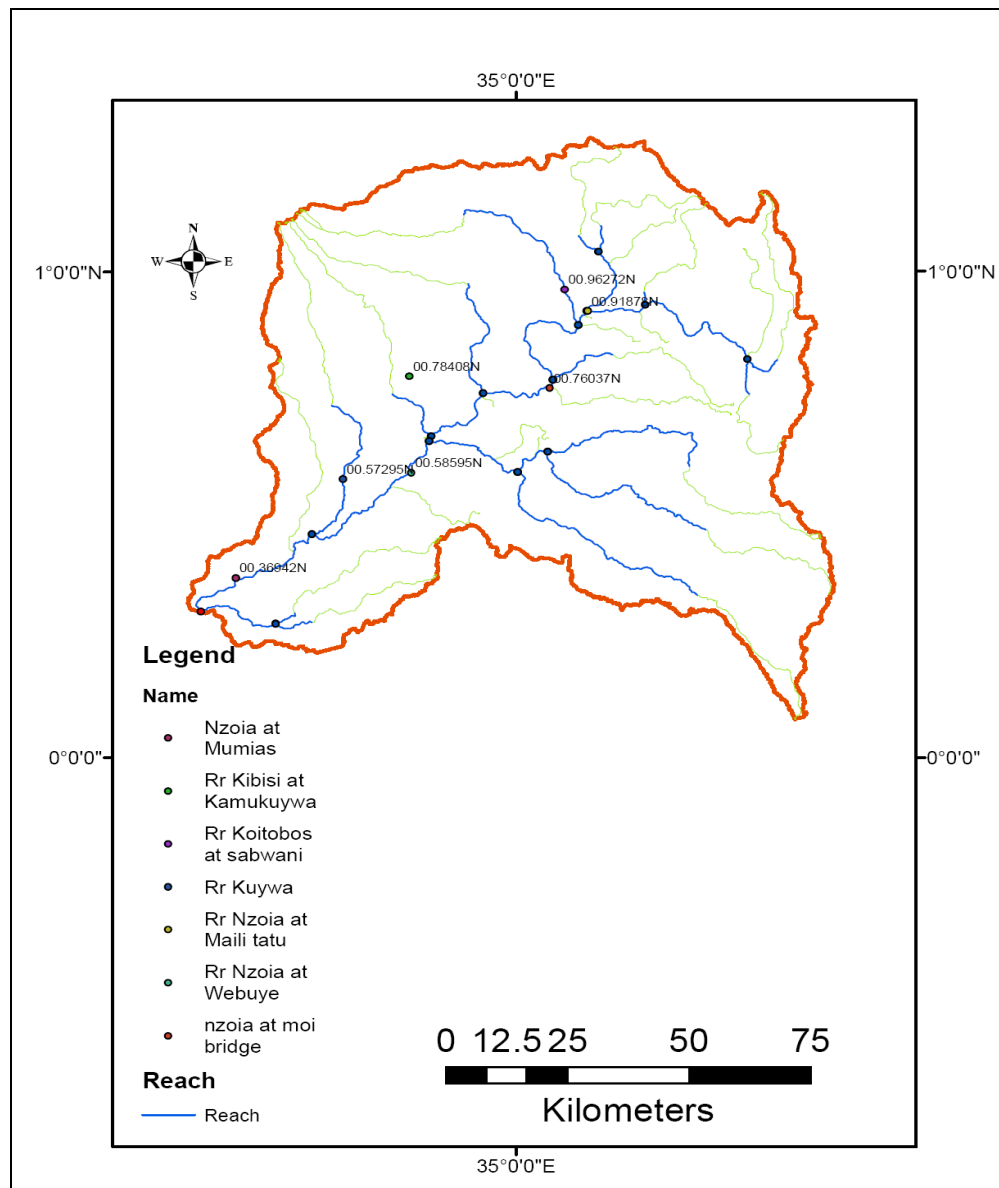 35°0'0"E
N
W E
S
1°0'0"N
1°0'0"N
00.96272N
00.91878N
00.78408N
00.76037N
00.58595N
00.57295N
00.36942N
Legend
Name
Nzoia at
Mumias
Rr Kibisi at
Kamukuywa
Rr Koitobos
at sabwani
Rr Kuywa
Rr Nzoia at
Maili tatu
Rr Nzoia at
Webuye
nzoia at moi
bridge
Reach
Reach
0°0'0"
0°0'0"
0 12.5 25 50 75
Kilometers
35°0'0"E